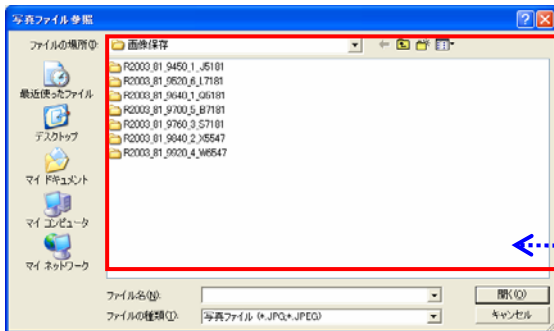 写真ファイル参照
ファイルの場所(I):
画像保存
最近使ったファイル
デスクトップ
マイ ドキュメント
マイ コンピュータ
マイ ネットワーク
R2003_81_9450_1_J5181
R2003_81_9520_6_L7181
R2003_81_9640_1_Q6181
R2003_81_9700_5_B7181
R2003_81_9760_3_S7181
R2003_81_9840_2_X5547
R2003_81_9920_4_W6547
ファイル名(N):
開く(O)
ファイルの種類(T):
写真ファイル (*.JPG;*.JPEG)
キャンセル